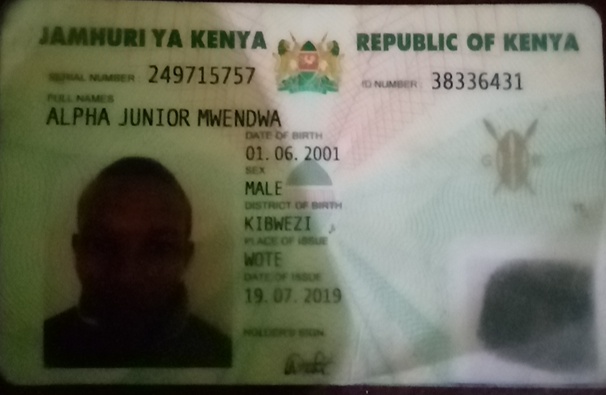 JAMHURI YA KENYA REPUBLIC OF KENYA
SERIAL NUMBER 249715757 ID NUMBER 38336431
FULL NAMES
ALPHA JUNIOR MWENDWA
DATE OF BIRTH
01. 06. 2001
SEX
MALE
DISTRICT OF BIRTH
KIBWEZI
PLACE OF ISSUE
WOTE
DATE OF ISSUE
19. 07. 2019
HOLDER'S SIGN.